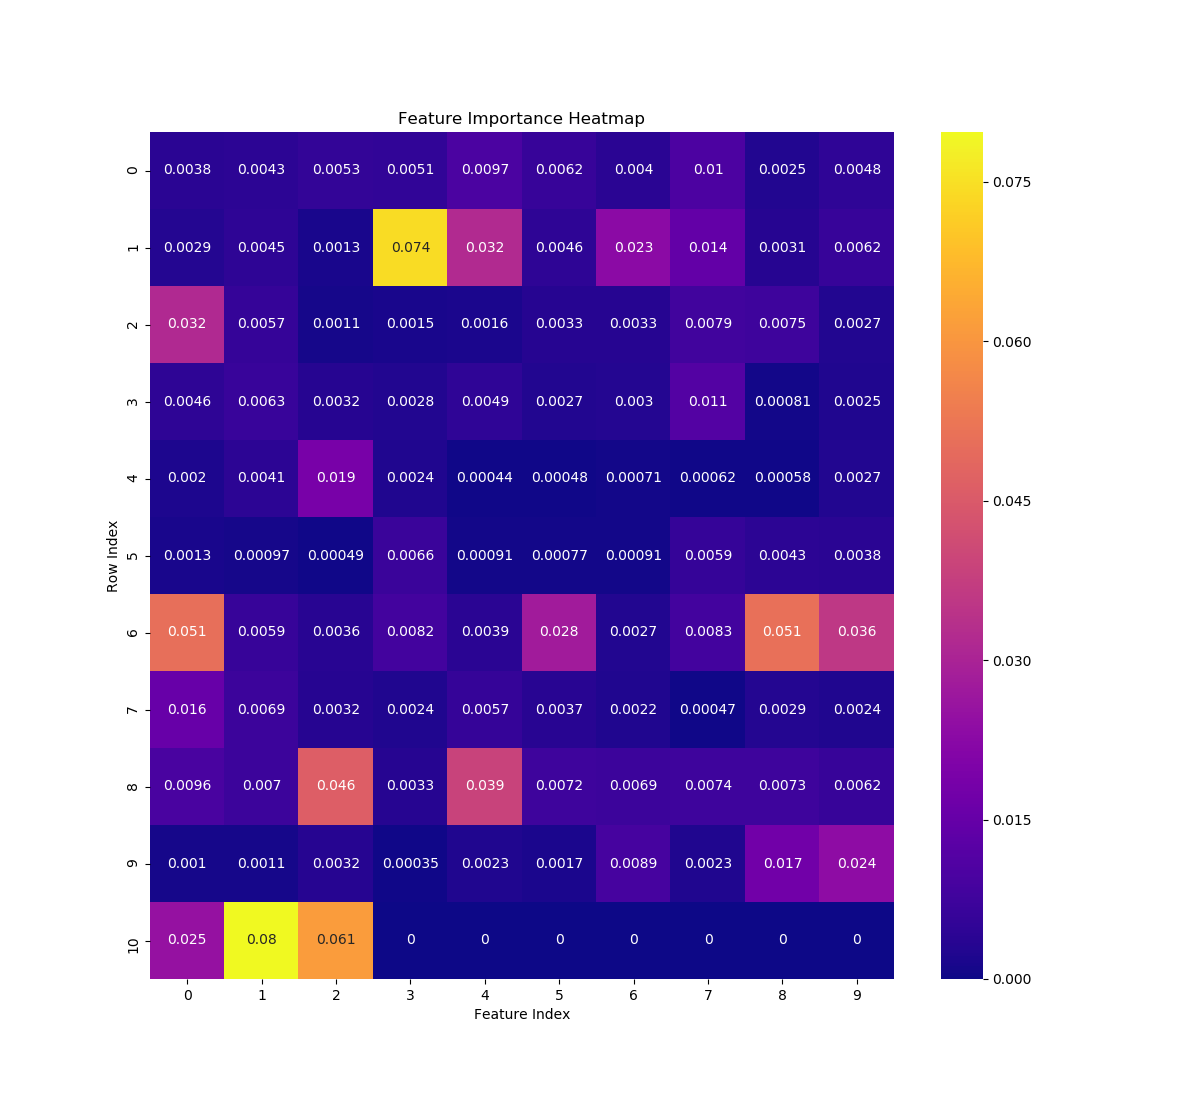 Feature Importance Heatmap
0 0.0038 0.0043 0.0053 0.0051 0.0097 0.0062 0.004 0.01 0.0025 0.0048
0.075
1 0.0029 0.0045 0.0013 0.074 0.032 0.0046 0.023 0.014 0.0031 0.0062
2 0.032 0.0057 0.0011 0.0015 0.0016 0.0033 0.0033 0.0079 0.0075 0.0027
0.060
3 0.0046 0.0063 0.0032 0.0028 0.0049 0.0027 0.003 0.011 0.00081 0.0025
4 0.002 0.0041 0.019 0.0024 0.00044 0.00048 0.00071 0.00062 0.00058 0.0027
0.045
Row Index
5 0.0013 0.00097 0.00049 0.0066 0.00091 0.00077 0.00091 0.0059 0.0043 0.0038
6 0.051 0.0059 0.0036 0.0082 0.0039 0.028 0.0027 0.0083 0.051 0.036
0.030
7 0.016 0.0069 0.0032 0.0024 0.0057 0.0037 0.0022 0.00047 0.0029 0.0024
8 0.0096 0.007 0.046 0.0033 0.039 0.0072 0.0069 0.0074 0.0073 0.0062
0.015
9 0.001 0.0011 0.0032 0.00035 0.0023 0.0017 0.0089 0.0023 0.017 0.024
10 0.025 0.08 0.061 0 0 0 0 0 0 0
0.000
0 1 2 3 4 5 6 7 8 9
Feature Index